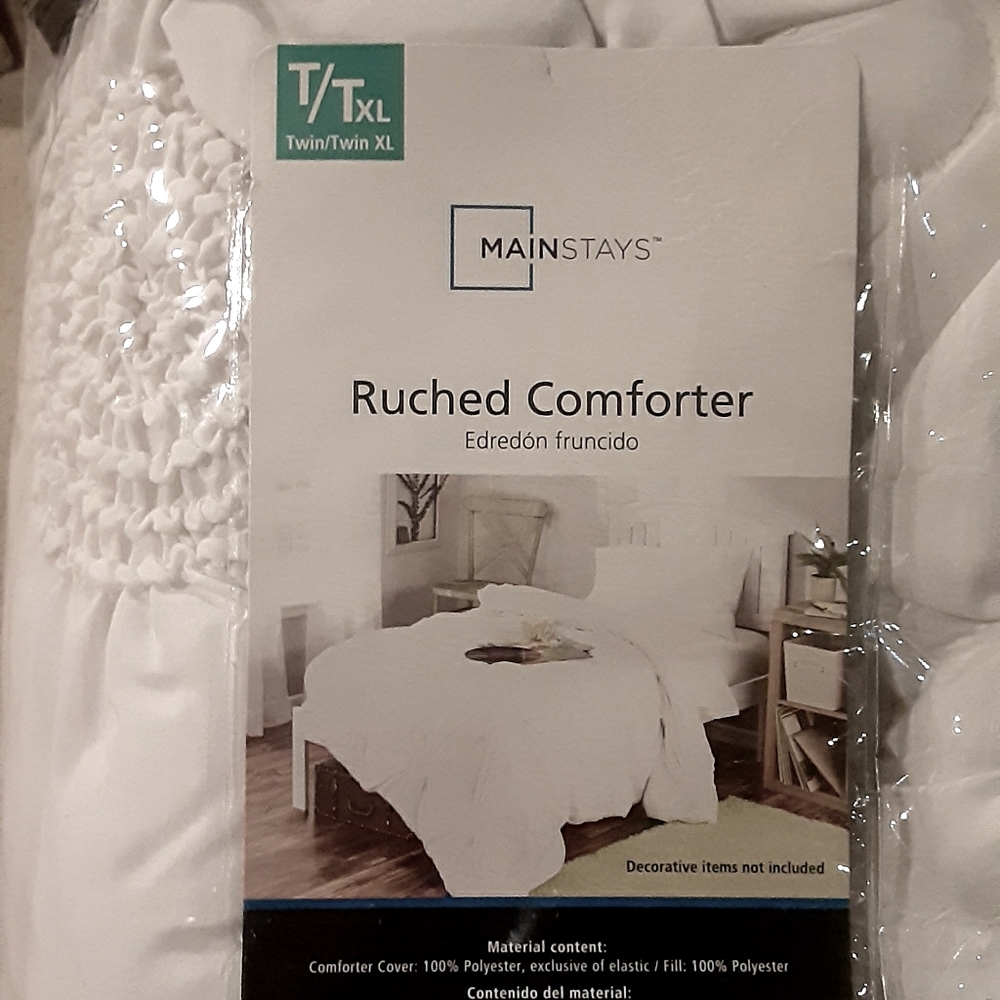 T/TXL
Twin/Twin XL
MAINSTAYS™
Ruched Comforter
Edredón fruncido
Decorative items not included
Material content:
Comforter Cover: 100% Polyester, exclusive of elastic / Fill: 100% Polyester
Contenido del material: